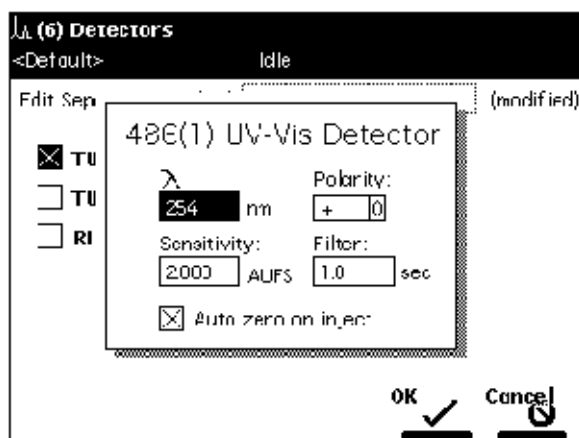 (6) Detectors
<Default> Idle
Edit Sep (modified)
486(1) UV-Vis Detector
λ Polarity:
254 nm + 0
Sensitivity: Filter:
2.000 AUFS 1.0 sec
Auto zero on inject
TU
TU
RI
OK Cancel